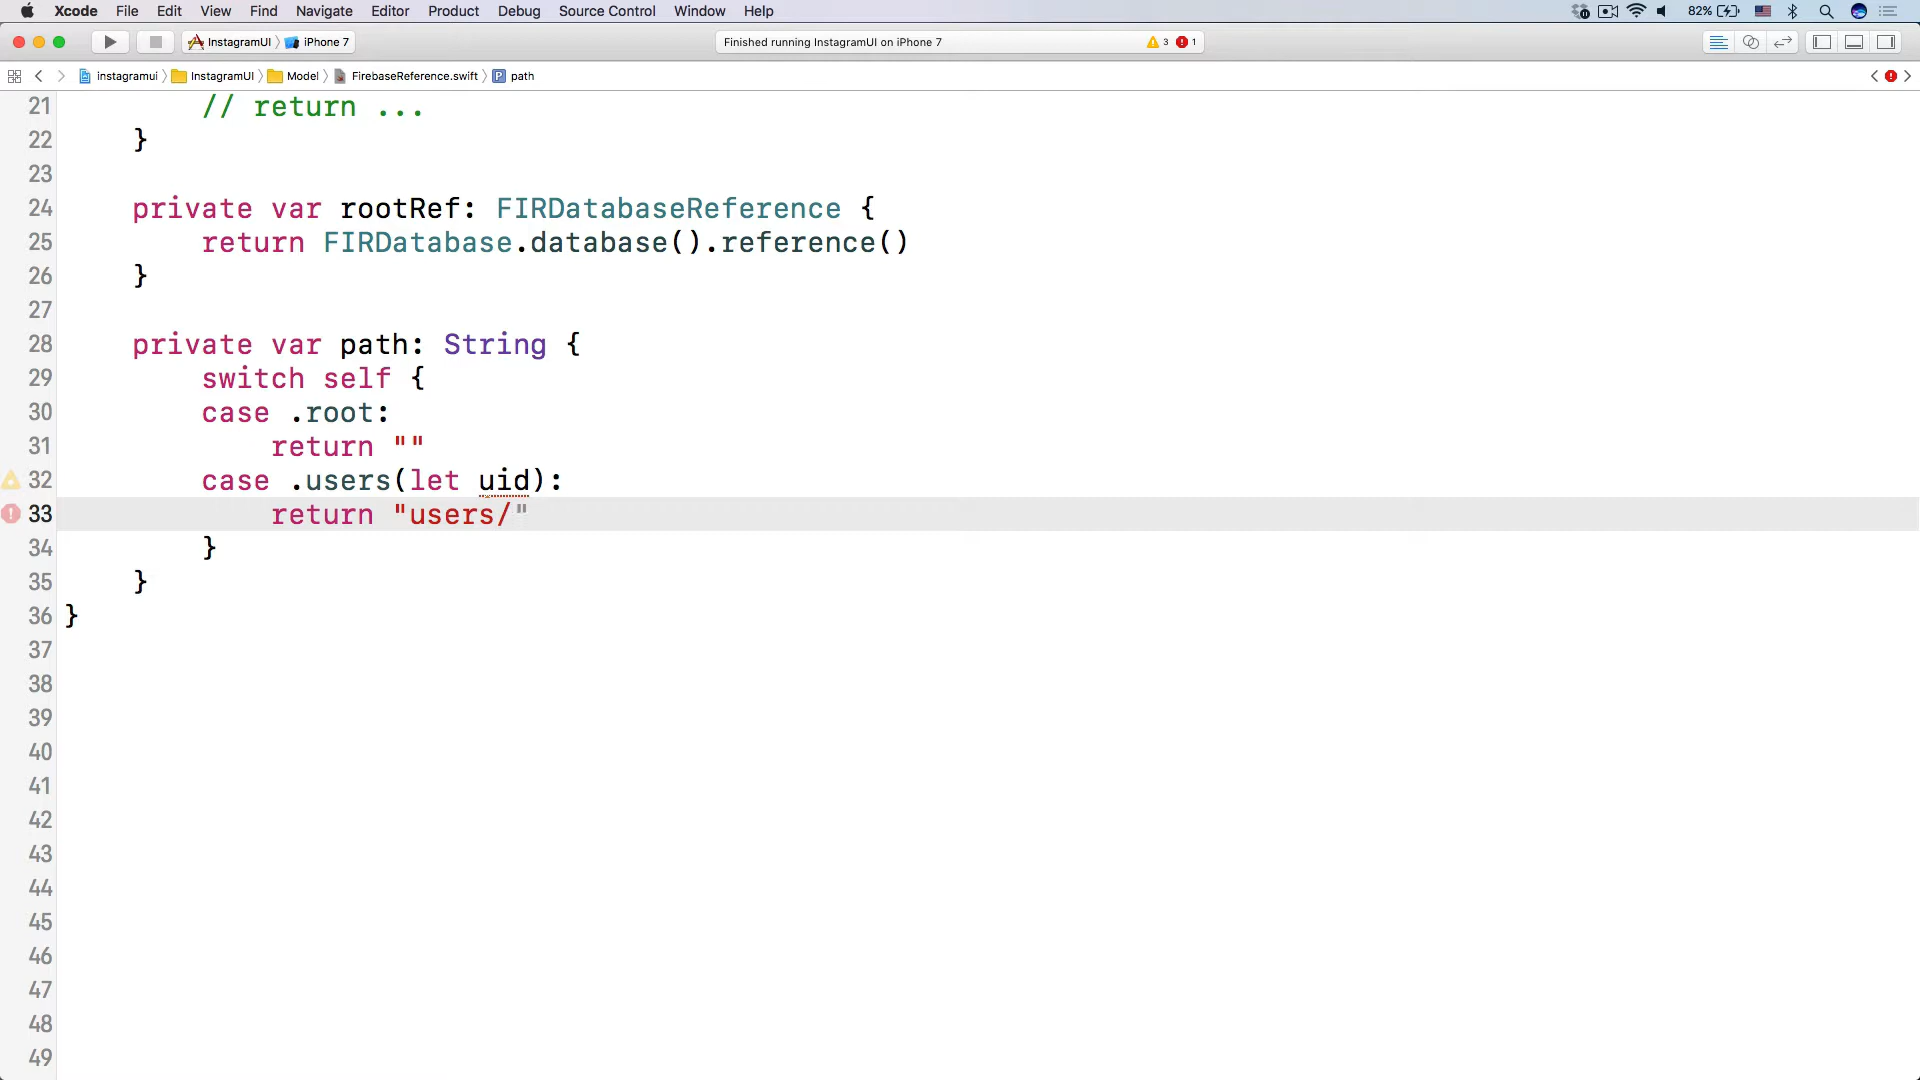 Xcode File Edit View Find Navigate Editor Product Debug Source Control Window Help 82%
InstagramUI iPhone 7 Finished running InstagramUI on iPhone 7 3 1
instagramui InstagramUI Model FirebaseReference.swift P path
21 // return ...
22 }
23
24 private var rootRef: FIRDatabaseReference {
25 return FIRDatabase.database().reference()
26 }
27
28 private var path: String {
29 switch self {
30 case .root:
31 return ""
32 case .users(let uid):
33 return "users/"
34 }
35 }
36 }
37
38
39
40
41
42
43
44
45
46
47
48
49